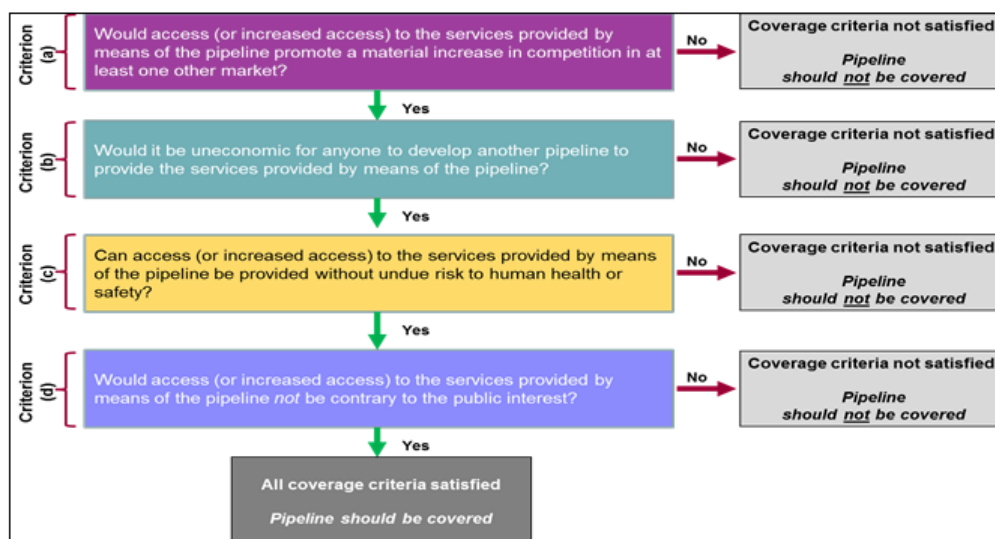 Criterion
(a)
Would access (or increased access) to the services provided by
means of the pipeline promote a material increase in competition in at
least one other market?
No
Coverage criteria not satisfied
Pipeline
should not be covered
Yes
Criterion
(b)
Would it be uneconomic for anyone to develop another pipeline to
provide the services provided by means of the pipeline?
No
Coverage criteria not satisfied
Pipeline
should not be covered
Yes
Criterion
(c)
Can access (or increased access) to the services provided by means
of the pipeline be provided without undue risk to human health or
safety?
No
Coverage criteria not satisfied
Pipeline
should not be covered
Yes
Criterion
(d)
Would access (or increased access) to the services provided by
means of the pipeline not be contrary to the public interest?
No
Coverage criteria not satisfied
Pipeline
should not be covered
Yes
All coverage criteria satisfied
Pipeline should be covered